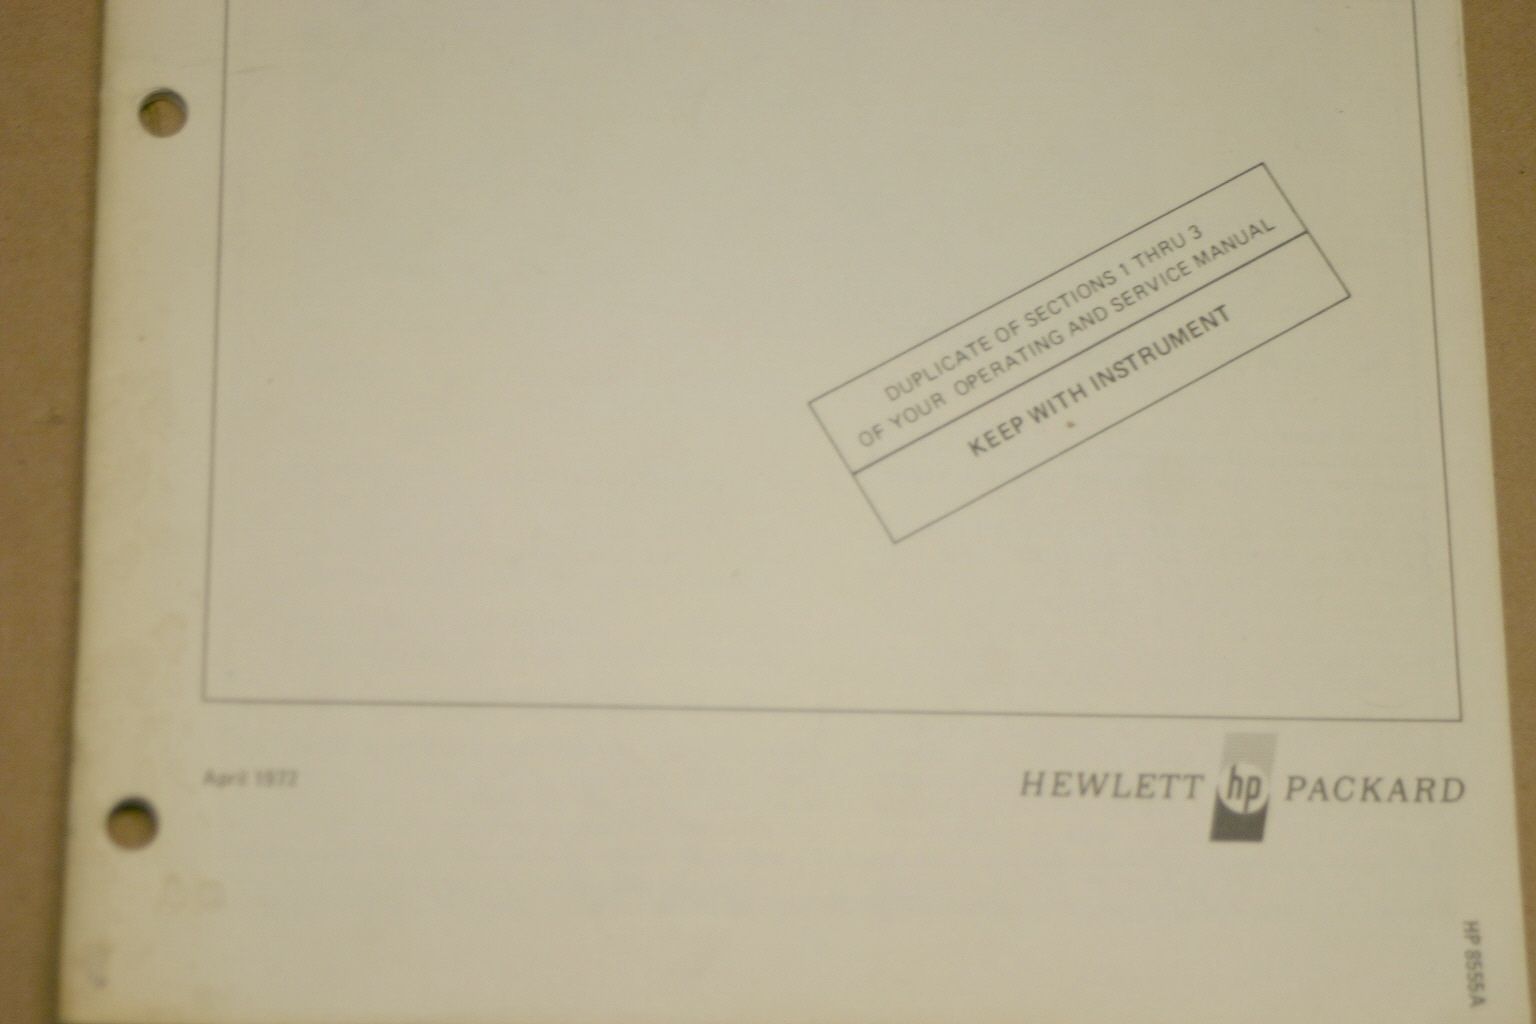 DUPLICATE OF SECTIONS 1 THRU 3
OF YOUR OPERATING AND SERVICE MANUAL
KEEP WITH INSTRUMENT
April 1972
HEWLETT hp PACKARD
HP 8555A